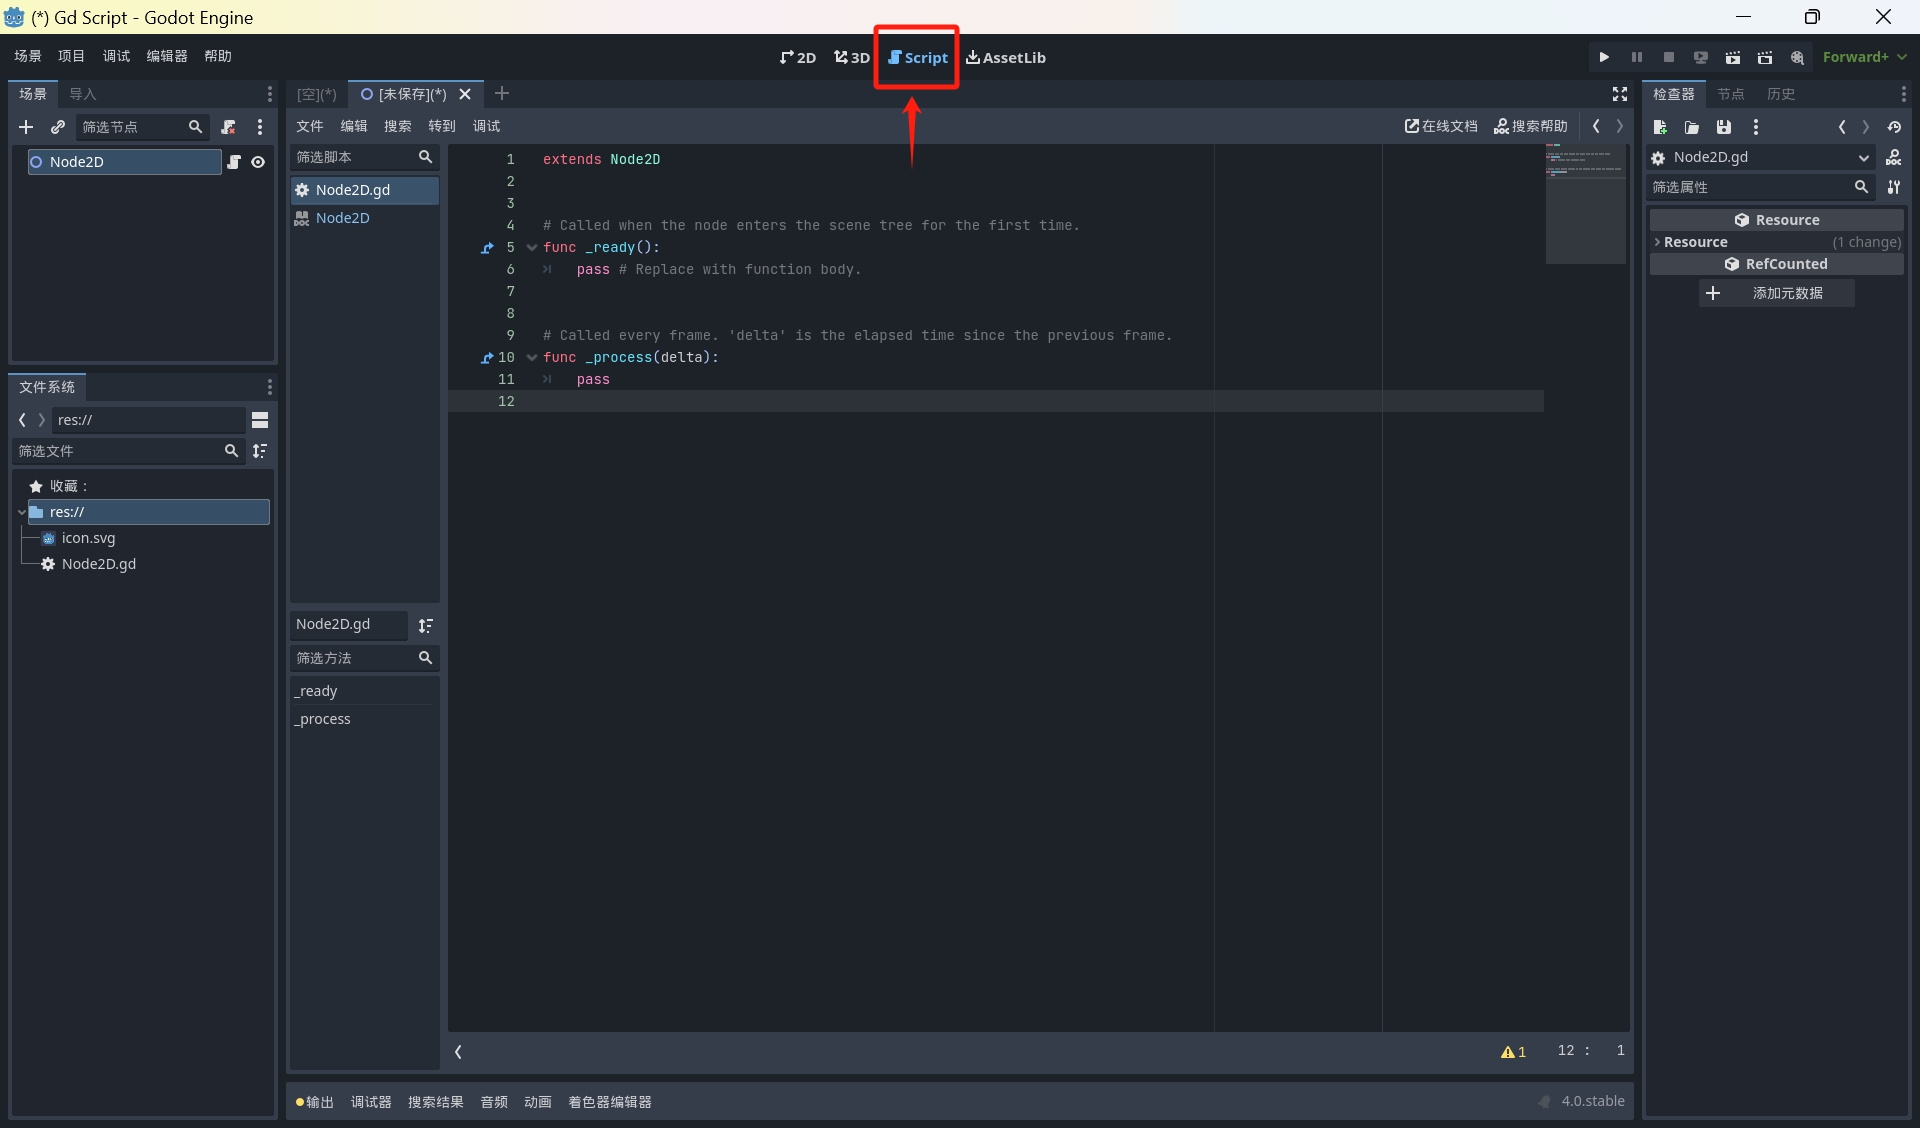 (*) Gd Script - Godot Engine
场景 项目 调试 编辑器 帮助
2D 3D Script AssetLib
Forward+
场景 导入
筛选节点
Node2D
文件系统
res://
筛选文件
收藏：
res://
icon.svg
Node2D.gd
[空](*) [未保存](*)
文件 编辑 搜索 转到 调试
在线文档 搜索帮助
筛选脚本
Node2D.gd
Node2D
Node2D.gd
筛选方法
_ready
_process
1 extends Node2D
2
3
4 # Called when the node enters the scene tree for the first time.
5 func _ready():
6 pass # Replace with function body.
7
8
9 # Called every frame. 'delta' is the elapsed time since the previous frame.
10 func _process(delta):
11 pass
12
1 12 : 1
输出 调试器 搜索结果 音频 动画 着色器编辑器
4.0.stable
检查器 节点 历史
Node2D.gd
筛选属性
Resource
Resource (1 change)
RefCounted
添加元数据